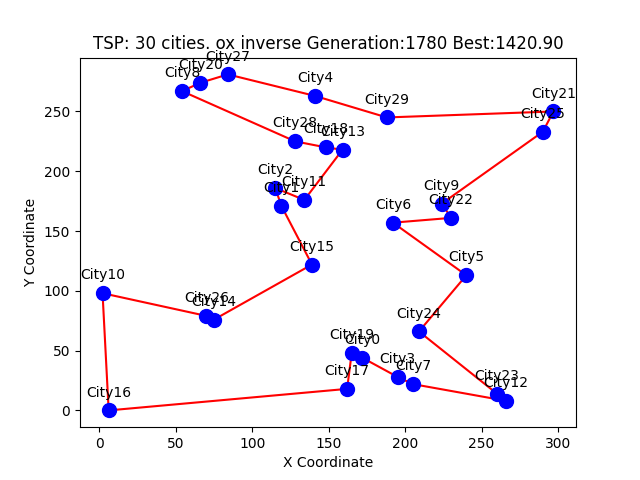 TSP: 30 cities. ox inverse Generation:1780 Best:1420.90
City27
City20
City8
City4
City21
City29
City25
250
City28
City18
City13
200
City2
City11
City1
City9
City22
City6
150
City15
City5
City10
100
City26
City14
City24
50
City19
City0
City3
City7
City17
City23
City12
City16
0
0 50 100 150 200 250 300
X Coordinate
Y Coordinate